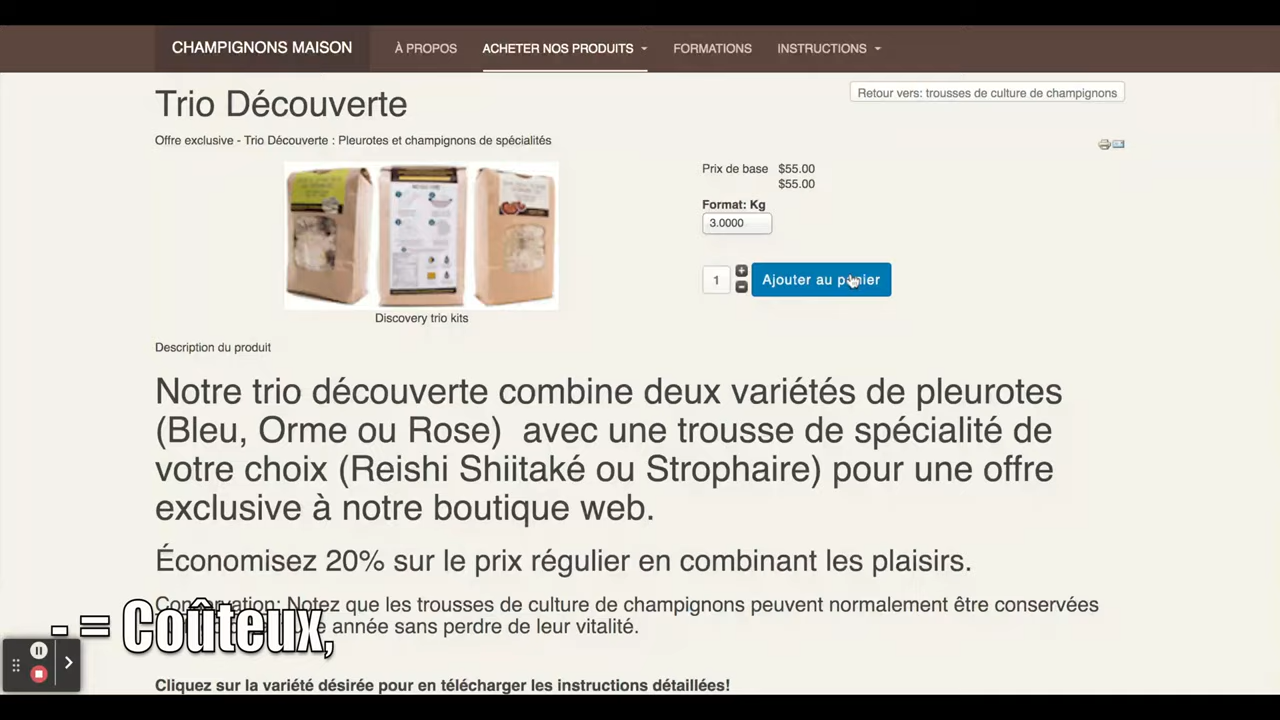 CHAMPIGNONS MAISON À PROPOS ACHETER NOS PRODUITS FORMATIONS INSTRUCTIONS
Trio Découverte
Retour vers: trousses de culture de champignons
Offre exclusive - Trio Découverte : Pleurotes et champignons de spécialités
Prix de base $55.00
$55.00
Format: Kg
3.0000
1 Ajouter au panier
Discovery trio kits
Description du produit
Notre trio découverte combine deux variétés de pleurotes
(Bleu, Orme ou Rose) avec une trousse de spécialité de
votre choix (Reishi Shiitaké ou Strophaire) pour une offre
exclusive à notre boutique web.
Économisez 20% sur le prix régulier en combinant les plaisirs.
Conservation: Notez que les trousses de culture de champignons peuvent normalement être conservées
année sans perdre de leur vitalité.
- = Coûteux,
Cliquez sur la variété désirée pour en télécharger les instructions détaillées!